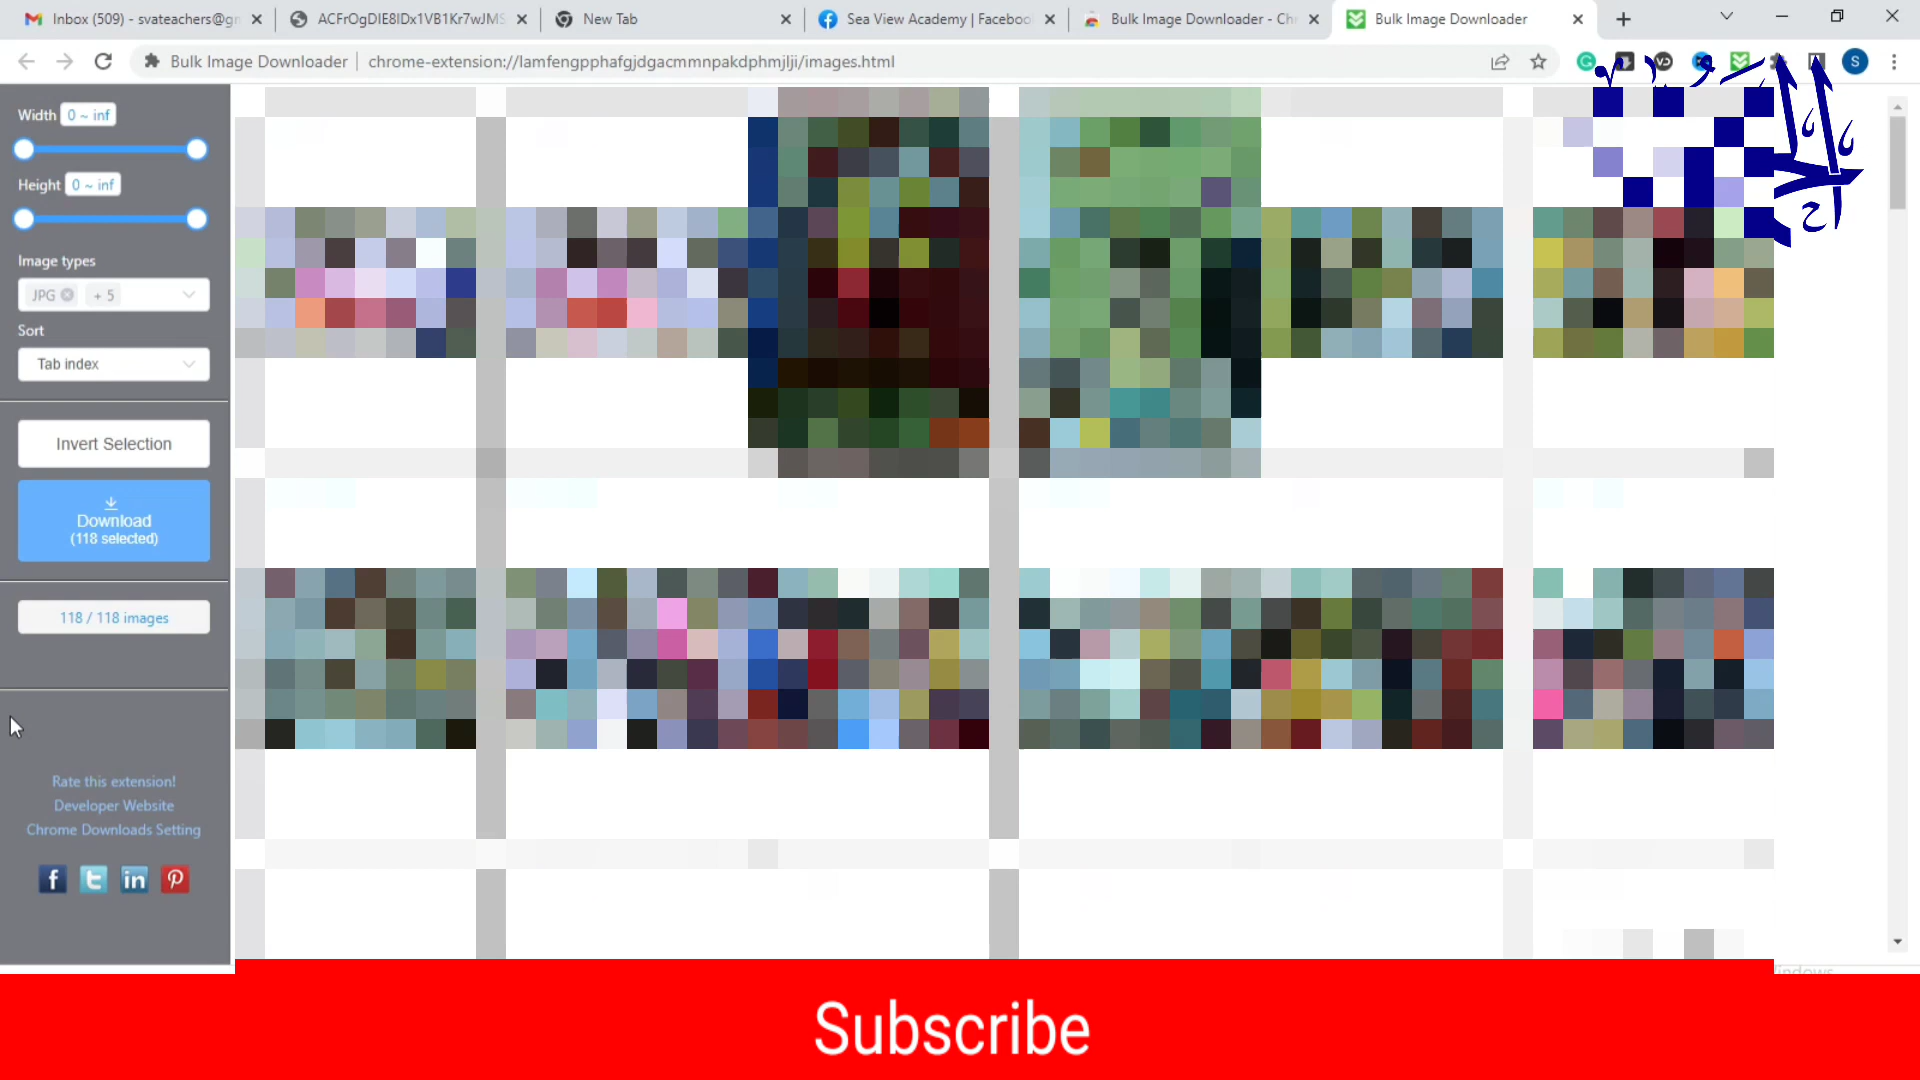 Inbox (509) - svateachers@gm
ACFrOgDIE8IDx1VB1Kr7wJMS
New Tab
Sea View Academy | Faceboo
Bulk Image Downloader - Ch
Bulk Image Downloader
Bulk Image Downloader
chrome-extension://lamfengpphafgjdgacmmnpakdphmjlji/images.html
S
Width 0 ~ inf
Height 0 ~ inf
Image types
JPG + 5
Sort
Tab index
Invert Selection
Download
(118 selected)
118 / 118 images
Rate this extension!
Developer Website
Chrome Downloads Setting
Subscribe